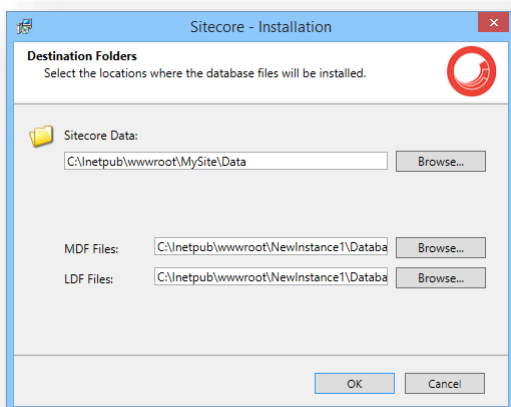 Sitecore - Installation
Destination Folders
Select the locations where the database files will be installed.
Sitecore Data:
C:\Inetpub\wwwroot\MySite\Data
Browse...
MDF Files:
C:\Inetpub\wwwroot\NewInstance1\Databa
Browse...
LDF Files:
C:\Inetpub\wwwroot\NewInstance1\Databa
Browse...
OK
Cancel